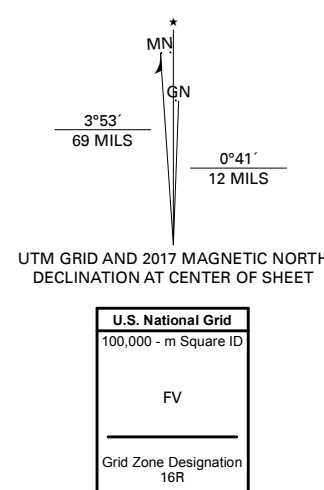 ★
MN
GN
3°53´
69 MILS
0°41´
12 MILS
UTM GRID AND 2017 MAGNETIC NORTH
DECLINATION AT CENTER OF SHEET
U.S. National Grid
100,000 - m Square ID
FV
Grid Zone Designation
16R